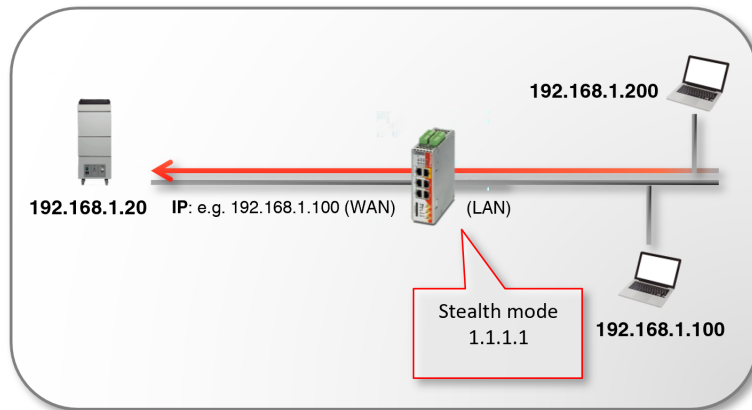 192.168.1.200
192.168.1.20
IP: e.g. 192.168.1.100 (WAN)
(LAN)
Stealth mode
1.1.1.1
192.168.1.100